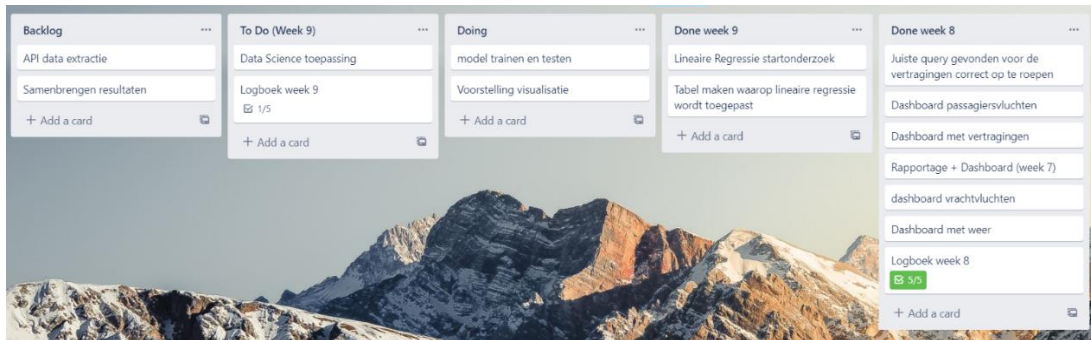 Backlog
API data extractie
Samenbrengen resultaten
+ Add a card
To Do (Week 9)
Data Science toepassing
Logboek week 9
1/5
+ Add a card
Doing
model trainen en testen
Voorstelling visualisatie
+ Add a card
Done week 9
Lineaire Regressie startonderzoek
Tabel maken waarop lineaire regressie
wordt toegepast
+ Add a card
Done week 8
Juiste query gevonden voor de
vertragingen correct op te roepen
Dashboard passagiersvluchten
Dashboard met vertragingen
Rapportage + Dashboard (week 7)
dashboard vrachtvluchten
Dashboard met weer
Logboek week 8
5/5
+ Add a card